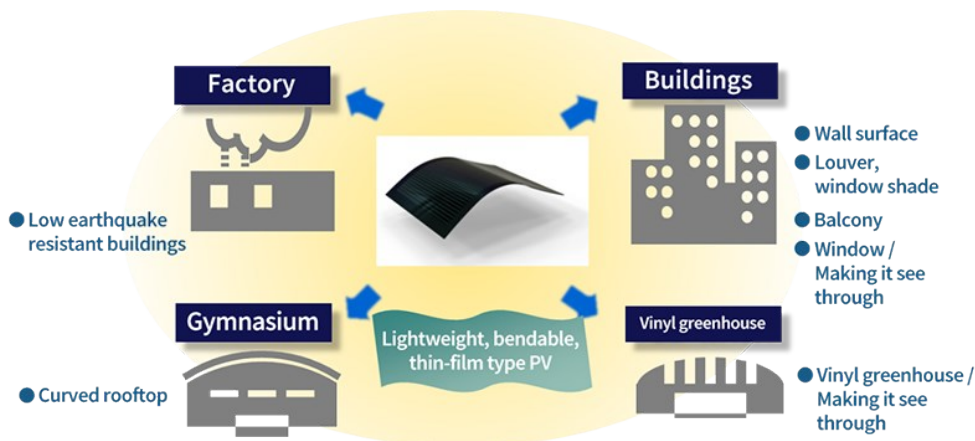 Factory
● Low earthquake
resistant buildings
Buildings
● Wall surface
● Louver,
window shade
● Balcony
● Window /
Making it see
through
Gymnasium
● Curved rooftop
Lightweight, bendable,
thin-film type PV
Vinyl greenhouse
● Vinyl greenhouse /
Making it see
through